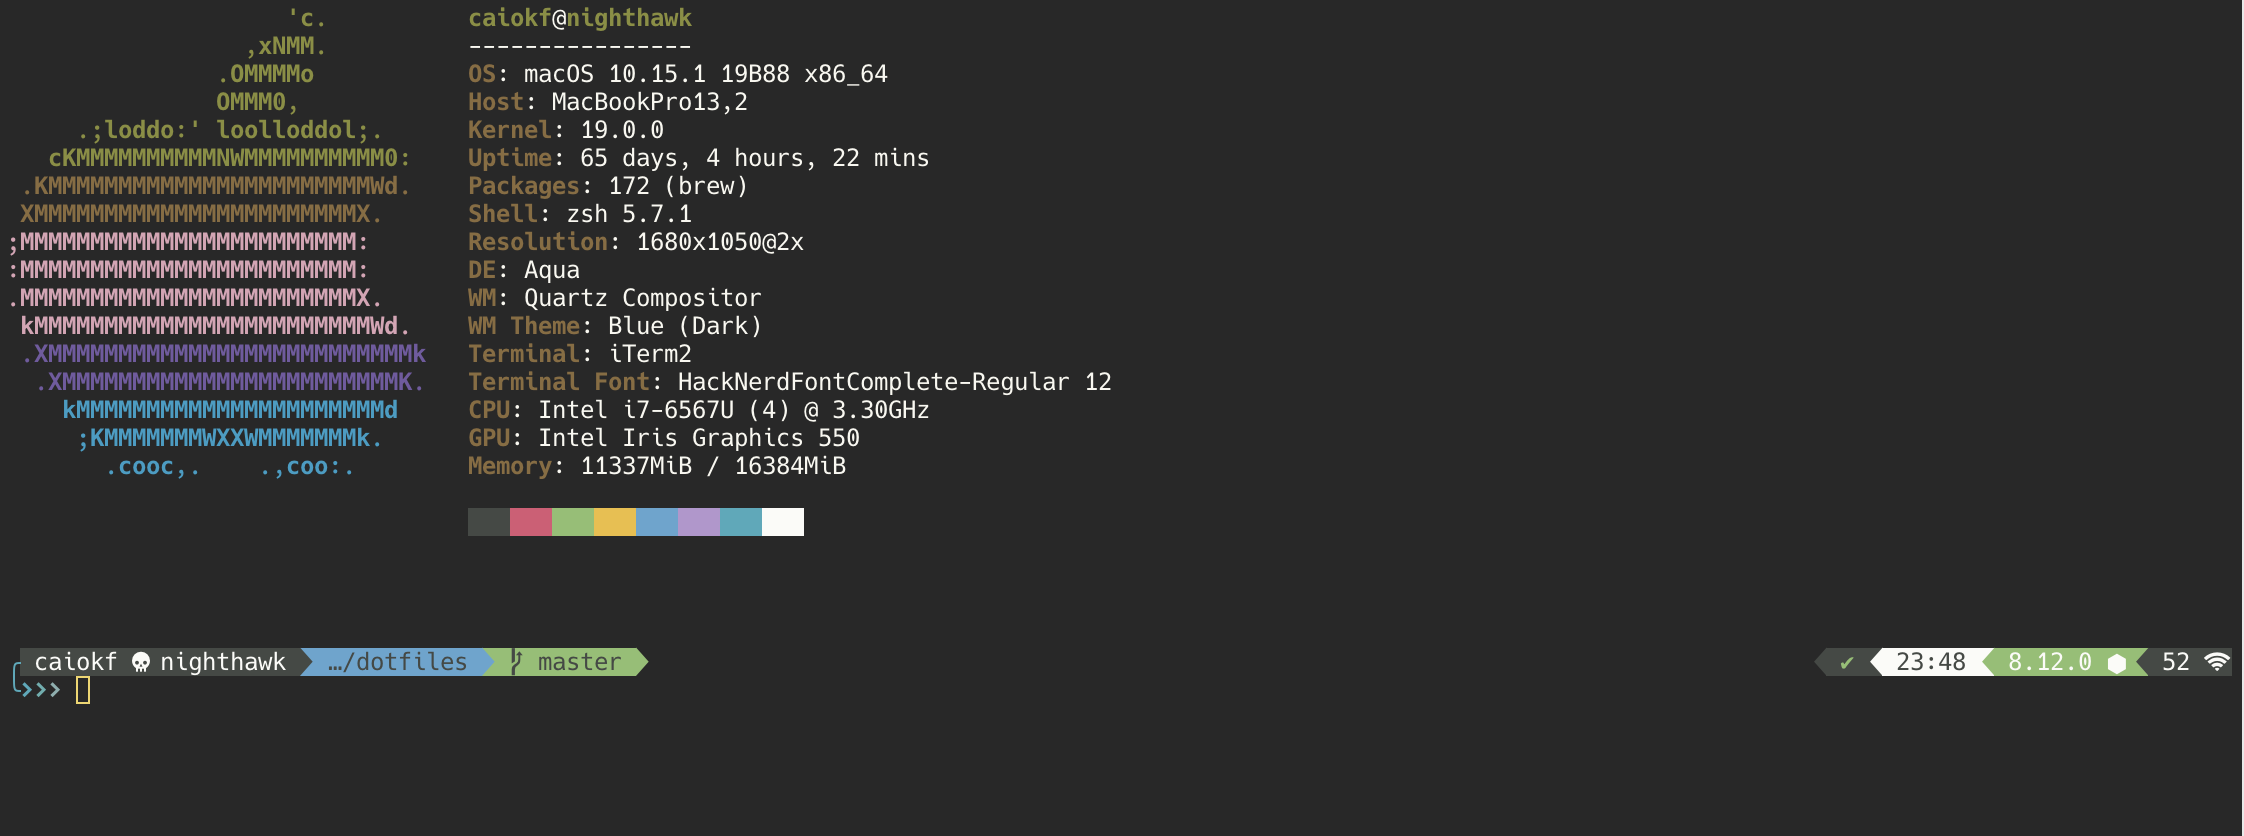 'c.
,xNMM.
.OMMMMo
OMMM0,
.;loddo:' loolloddol;.
cKMMMMMMMMMMNWMMMMMMMMMM0:
.KMMMMMMMMMMMMMMMMMMMMMMMWd.
XMMMMMMMMMMMMMMMMMMMMMMMX.
;MMMMMMMMMMMMMMMMMMMMMMMM:
:MMMMMMMMMMMMMMMMMMMMMMMM:
.MMMMMMMMMMMMMMMMMMMMMMMMX.
kMMMMMMMMMMMMMMMMMMMMMMMMWd.
.XMMMMMMMMMMMMMMMMMMMMMMMMMMk
.XMMMMMMMMMMMMMMMMMMMMMMMMK.
kMMMMMMMMMMMMMMMMMMMMMMd
;KMMMMMMMWXXWMMMMMMMk.
.cooc,.    .,coo:.
caiokf@nighthawk
----------------
OS: macOS 10.15.1 19B88 x86_64
Host: MacBookPro13,2
Kernel: 19.0.0
Uptime: 65 days, 4 hours, 22 mins
Packages: 172 (brew)
Shell: zsh 5.7.1
Resolution: 1680x1050@2x
DE: Aqua
WM: Quartz Compositor
WM Theme: Blue (Dark)
Terminal: iTerm2
Terminal Font: HackNerdFontComplete-Regular 12
CPU: Intel i7-6567U (4) @ 3.30GHz
GPU: Intel Iris Graphics 550
Memory: 11337MiB / 16384MiB
caiokf 💀 nighthawk …/dotfiles master ✔ 23:48 8.12.0 ⬢ 52
❯❯❯